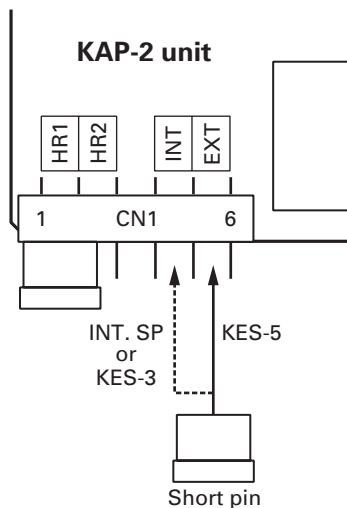 KAP-2 unit
HR1
HR2
INT
EXT
1 CN1 6
INT. SP
or
KES-3
KES-5
Short pin